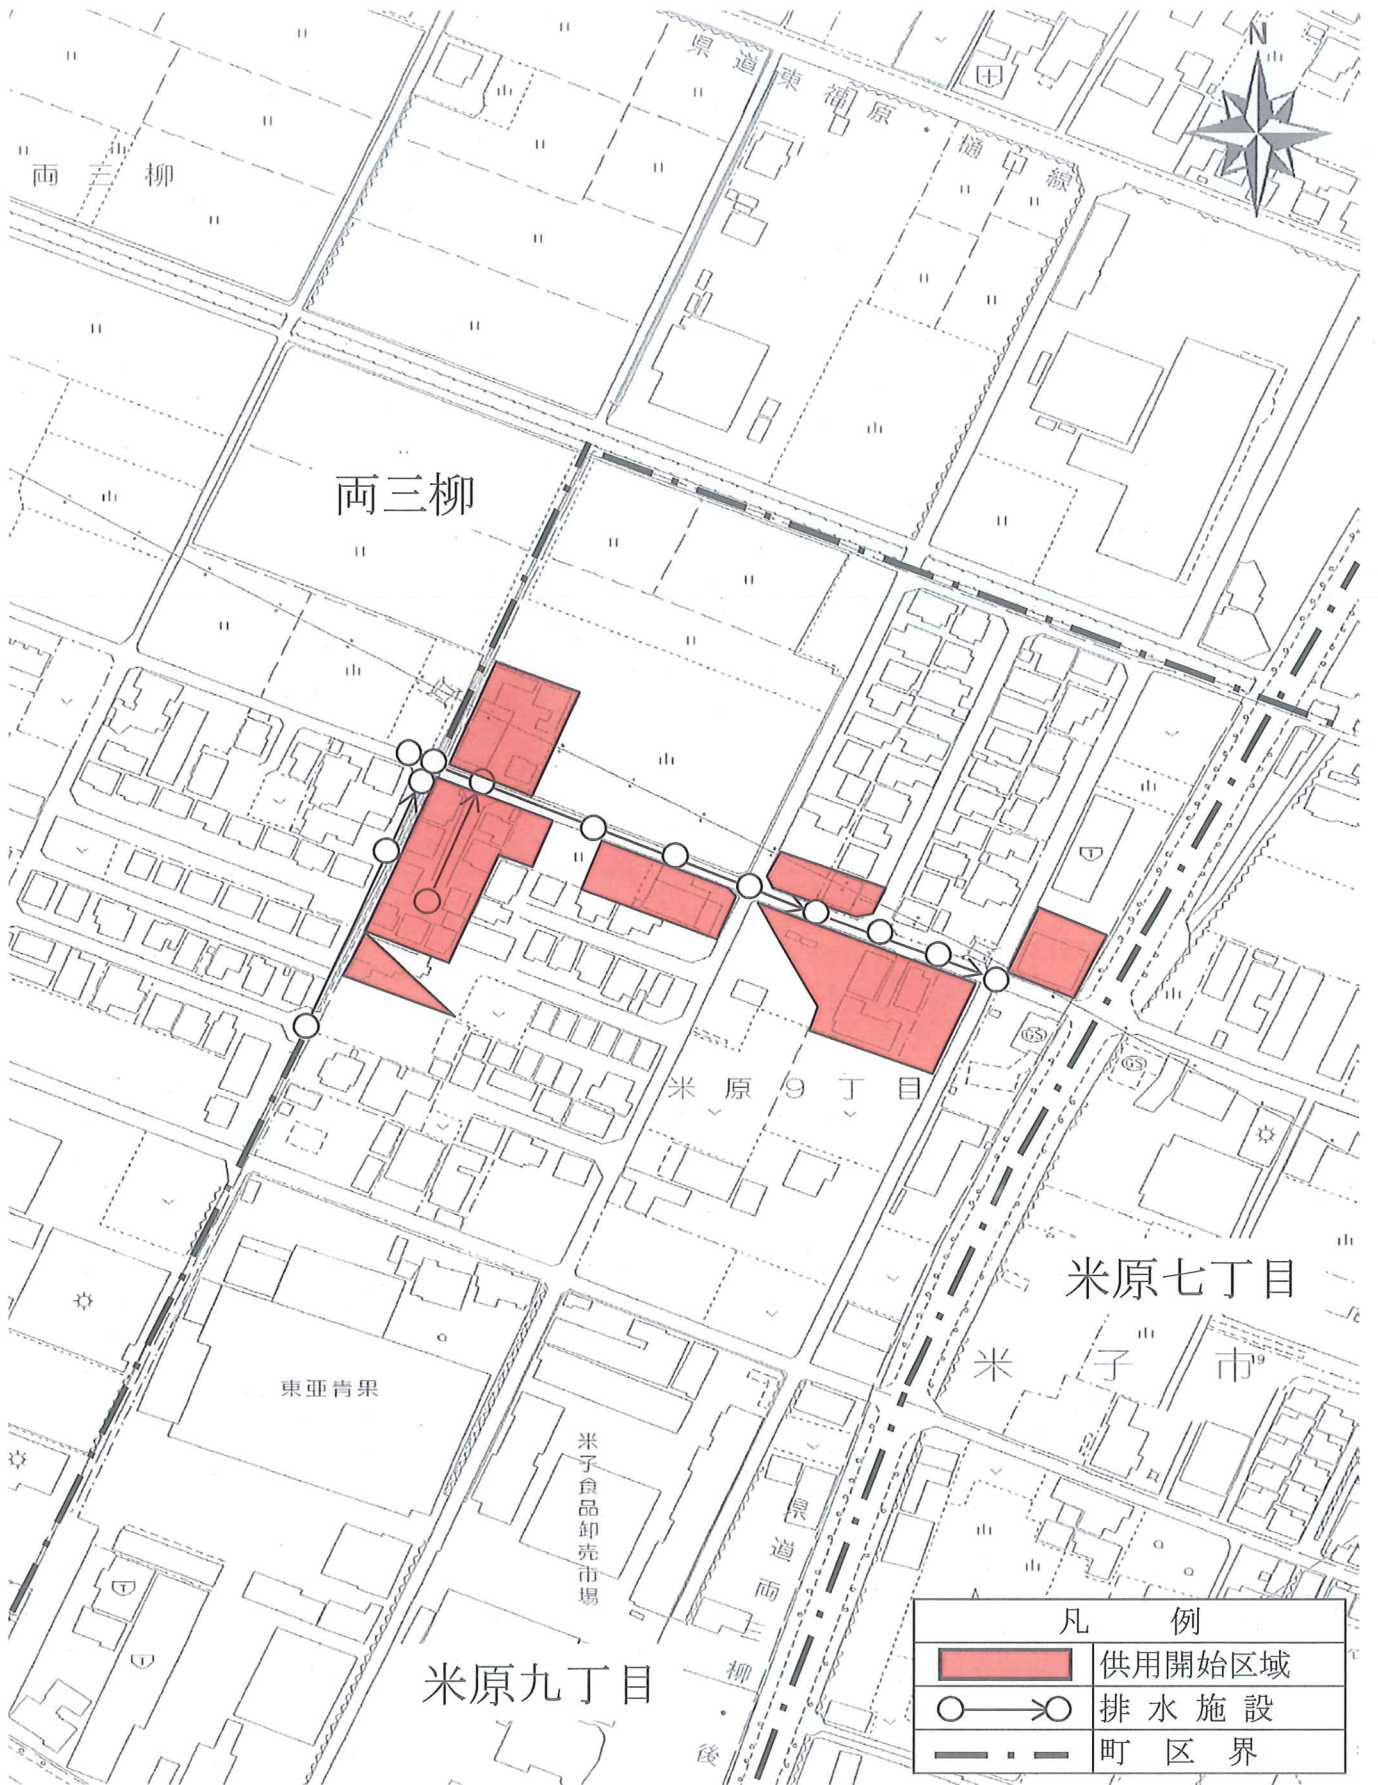 N
県道東福原樋口線
両三柳
両三柳
米原9丁目
GS
GS
米原七丁目
米子市
19
東亜青果
米子食品卸売市場
県道両三柳後
米原九丁目
凡例
供用開始区域
排水施設
町区界